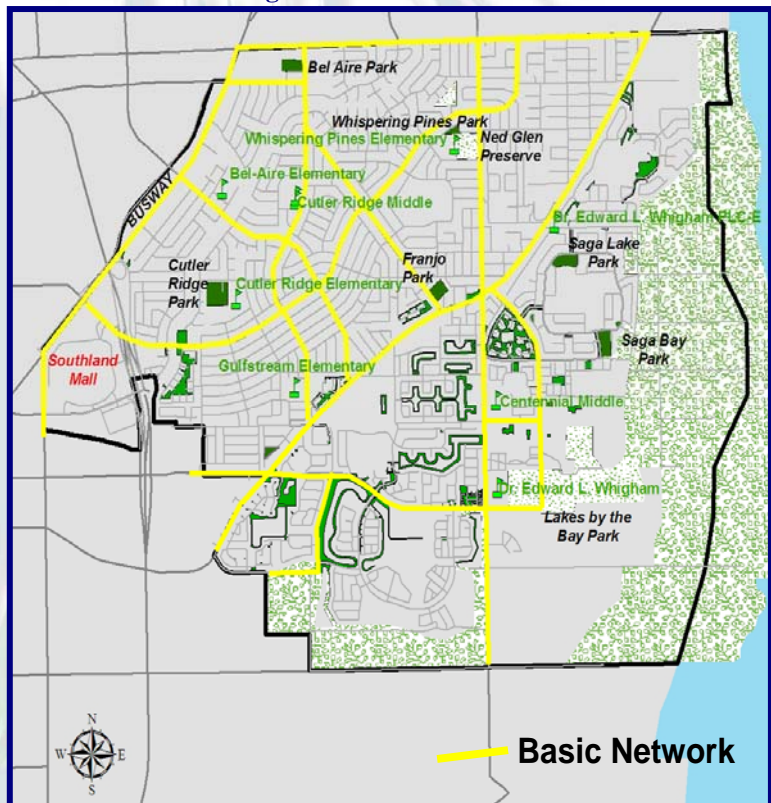 Bel Aire Park
Whispering Pines Park
Whispering Pines Elementary
Ned Glen
Preserve
Bel-Aire Elementary
BUSWAY
Cutler Ridge Middle
Dr. Edward L. Whigham PLC-E
Saga Lake
Park
Cutler
Ridge
Park
Cutler Ridge Elementary
Franjo
Park
Saga Bay
Park
Southland
Mall
Gulfstream Elementary
Centennial Middle
Dr. Edward L. Whigham
Lakes by the
Bay Park
N
W
E
S
Basic Network